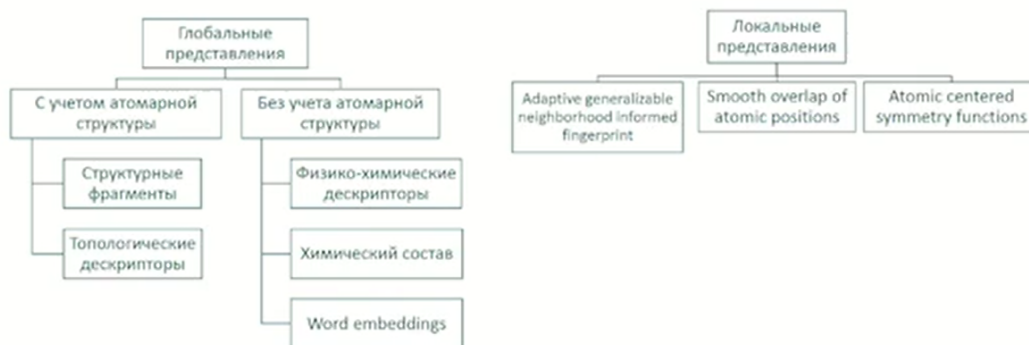 Глобальные
представления
С учетом атомарной
структуры
Структурные
фрагменты
Топологические
дескрипторы
Без учета атомарной
структуры
Физико-химические
дескрипторы
Химический состав
Word embeddings
Локальные
представления
Adaptive generalizable
neighborhood informed
fingerprint
Smooth overlap of
atomic positions
Atomic centered
symmetry functions